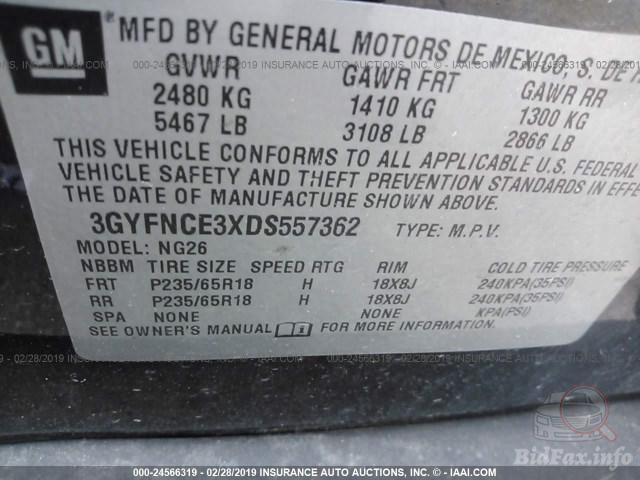 GM
MFD BY GENERAL MOTORS DE MEXICO, S. DE
GVWR GAWR FRT GAWR RR
2480 KG 1410 KG 1300 KG
5467 LB 3108 LB 2866 LB
THIS VEHICLE CONFORMS TO ALL APPLICABLE U.S. FEDERAL
VEHICLE SAFETY AND THEFT PREVENTION STANDARDS IN EFFE
THE DATE OF MANUFACTURE SHOWN ABOVE.
3GYFNCE3XDS557362 TYPE: M.P.V.
MODEL: NG26
NBBM TIRE SIZE SPEED RTG RIM COLD TIRE PRESSURE
FRT P235/65R18 H 18X8J 240KPA(35PSI)
RR P235/65R18 H 18X8J 240KPA(35PSI)
SPA NONE NONE KPA(PSI)
SEE OWNER'S MANUAL FOR MORE INFORMATION.
000-24566319 - 02/28/2019 INSURANCE AUTO AUCTIONS, INC. - © IAAI.COM
BidFax.info